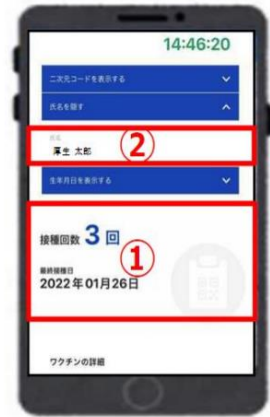 14:46:20
二次元コードを表示する
氏名を隠す
氏名
厚生 太郎
②
生年月日を表示する
接種回数 3 回
①
最終接種日
2022年01月26日
ワクチンの詳細